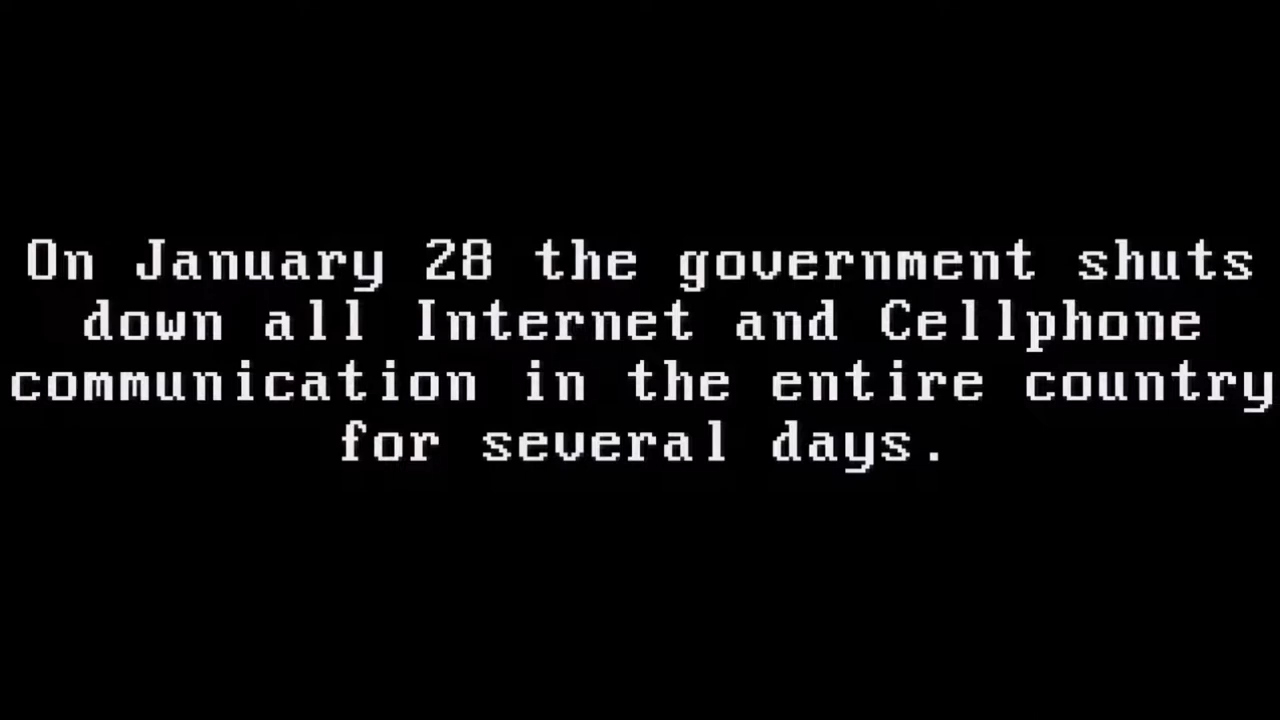 On January 28 the government shuts
down all Internet and Cellphone
communication in the entire country
for several days.